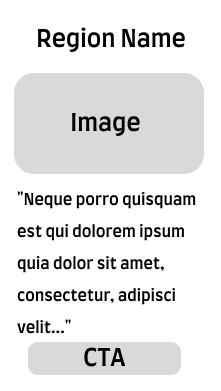 Region Name
Image
"Neque porro quisquam
est qui dolorem ipsum
quia dolor sit amet,
consectetur, adipisci
velit..."
CTA